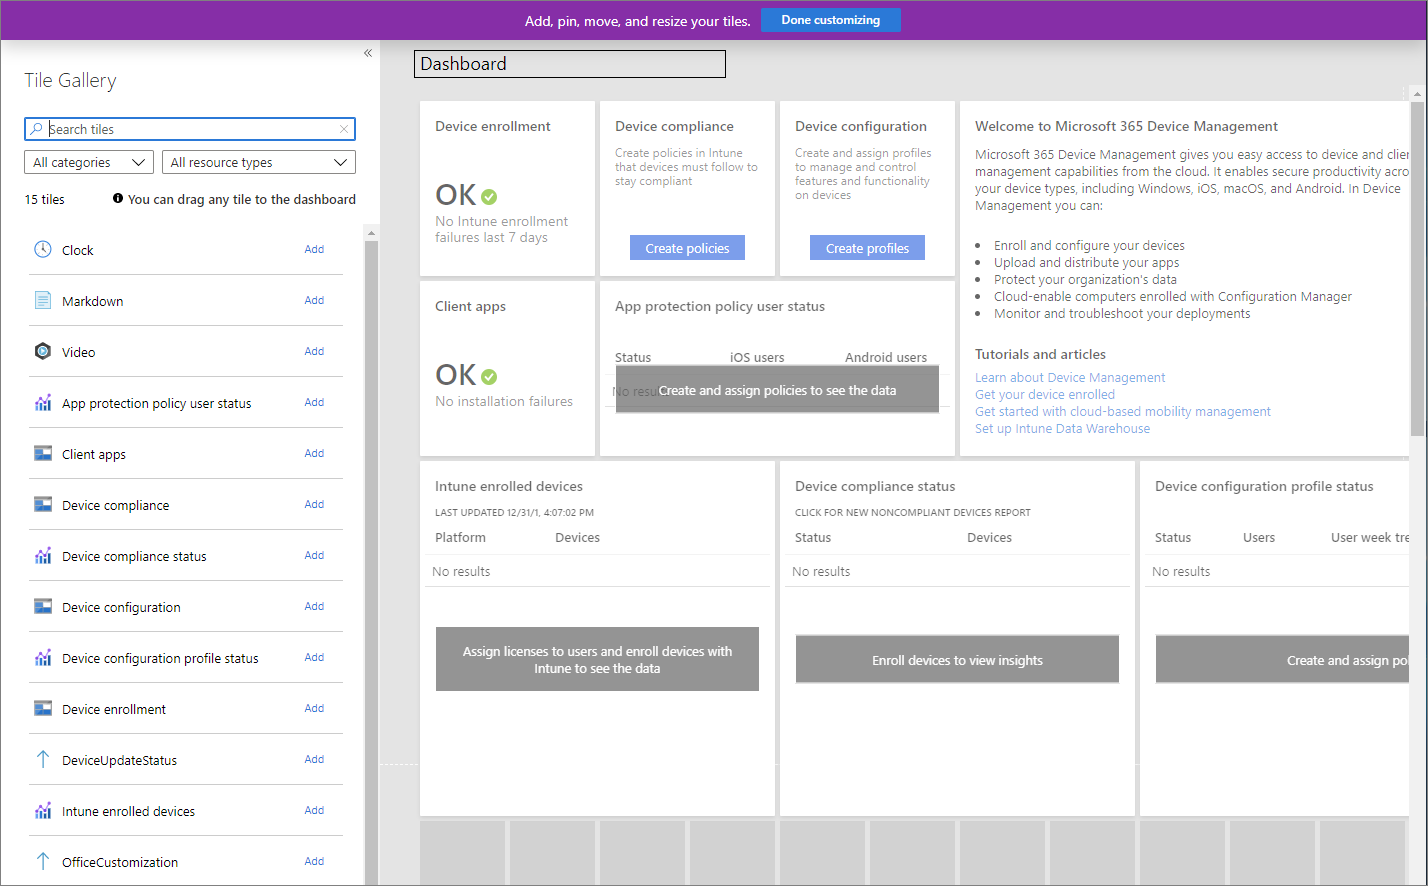 Add, pin, move, and resize your tiles.
Done customizing
«
Tile Gallery
Search tiles
All categories
All resource types
15 tiles
You can drag any tile to the dashboard
Clock Add
Markdown Add
Video Add
App protection policy user status Add
Client apps Add
Device compliance Add
Device compliance status Add
Device configuration Add
Device configuration profile status Add
Device enrollment Add
DeviceUpdateStatus Add
Intune enrolled devices Add
OfficeCustomization Add
Dashboard
Device enrollment
OK
No Intune enrollment
failures last 7 days
Device compliance
Create policies in Intune
that devices must follow to
stay compliant
Create policies
Device configuration
Create and assign profiles
to manage and control
features and functionality
on devices
Create profiles
Welcome to Microsoft 365 Device Management
Microsoft 365 Device Management gives you easy access to device and clier
management capabilities from the cloud. It enables secure productivity acro
your device types, including Windows, iOS, macOS, and Android. In Device
Management you can:
• Enroll and configure your devices
• Upload and distribute your apps
• Protect your organization's data
• Cloud-enable computers enrolled with Configuration Manager
• Monitor and troubleshoot your deployments
Tutorials and articles
Learn about Device Management
Get your device enrolled
Get started with cloud-based mobility management
Set up Intune Data Warehouse
Client apps
OK
No installation failures
App protection policy user status
Status iOS users Android users
No results
Create and assign policies to see the data
Intune enrolled devices
LAST UPDATED 12/31/1, 4:07:02 PM
Platform Devices
No results
Assign licenses to users and enroll devices with
Intune to see the data
Device compliance status
CLICK FOR NEW NONCOMPLIANT DEVICES REPORT
Status Devices
No results
Enroll devices to view insights
Device configuration profile status
Status Users User week tre
No results
Create and assign pol